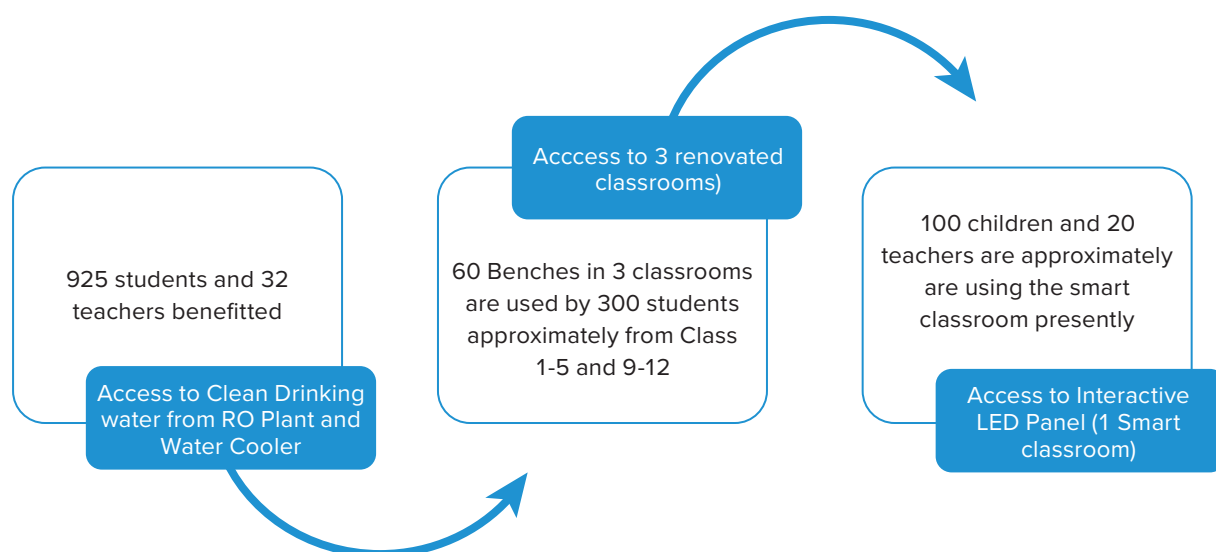 925 students and 32
teachers benefitted
Access to Clean Drinking
water from RO Plant and
Water Cooler
Acccess to 3 renovated
classrooms)
60 Benches in 3 classrooms
are used by 300 students
approximately from Class
1-5 and 9-12
100 children and 20
teachers are approximately
are using the smart
classroom presently
Access to Interactive
LED Panel (1 Smart
classroom)